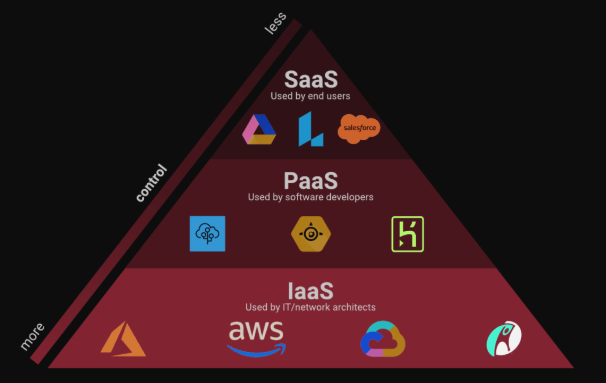 less
SaaS
Used by end users
salesforce
control
PaaS
Used by software developers
IaaS
Used by IT/network architects
more
aws